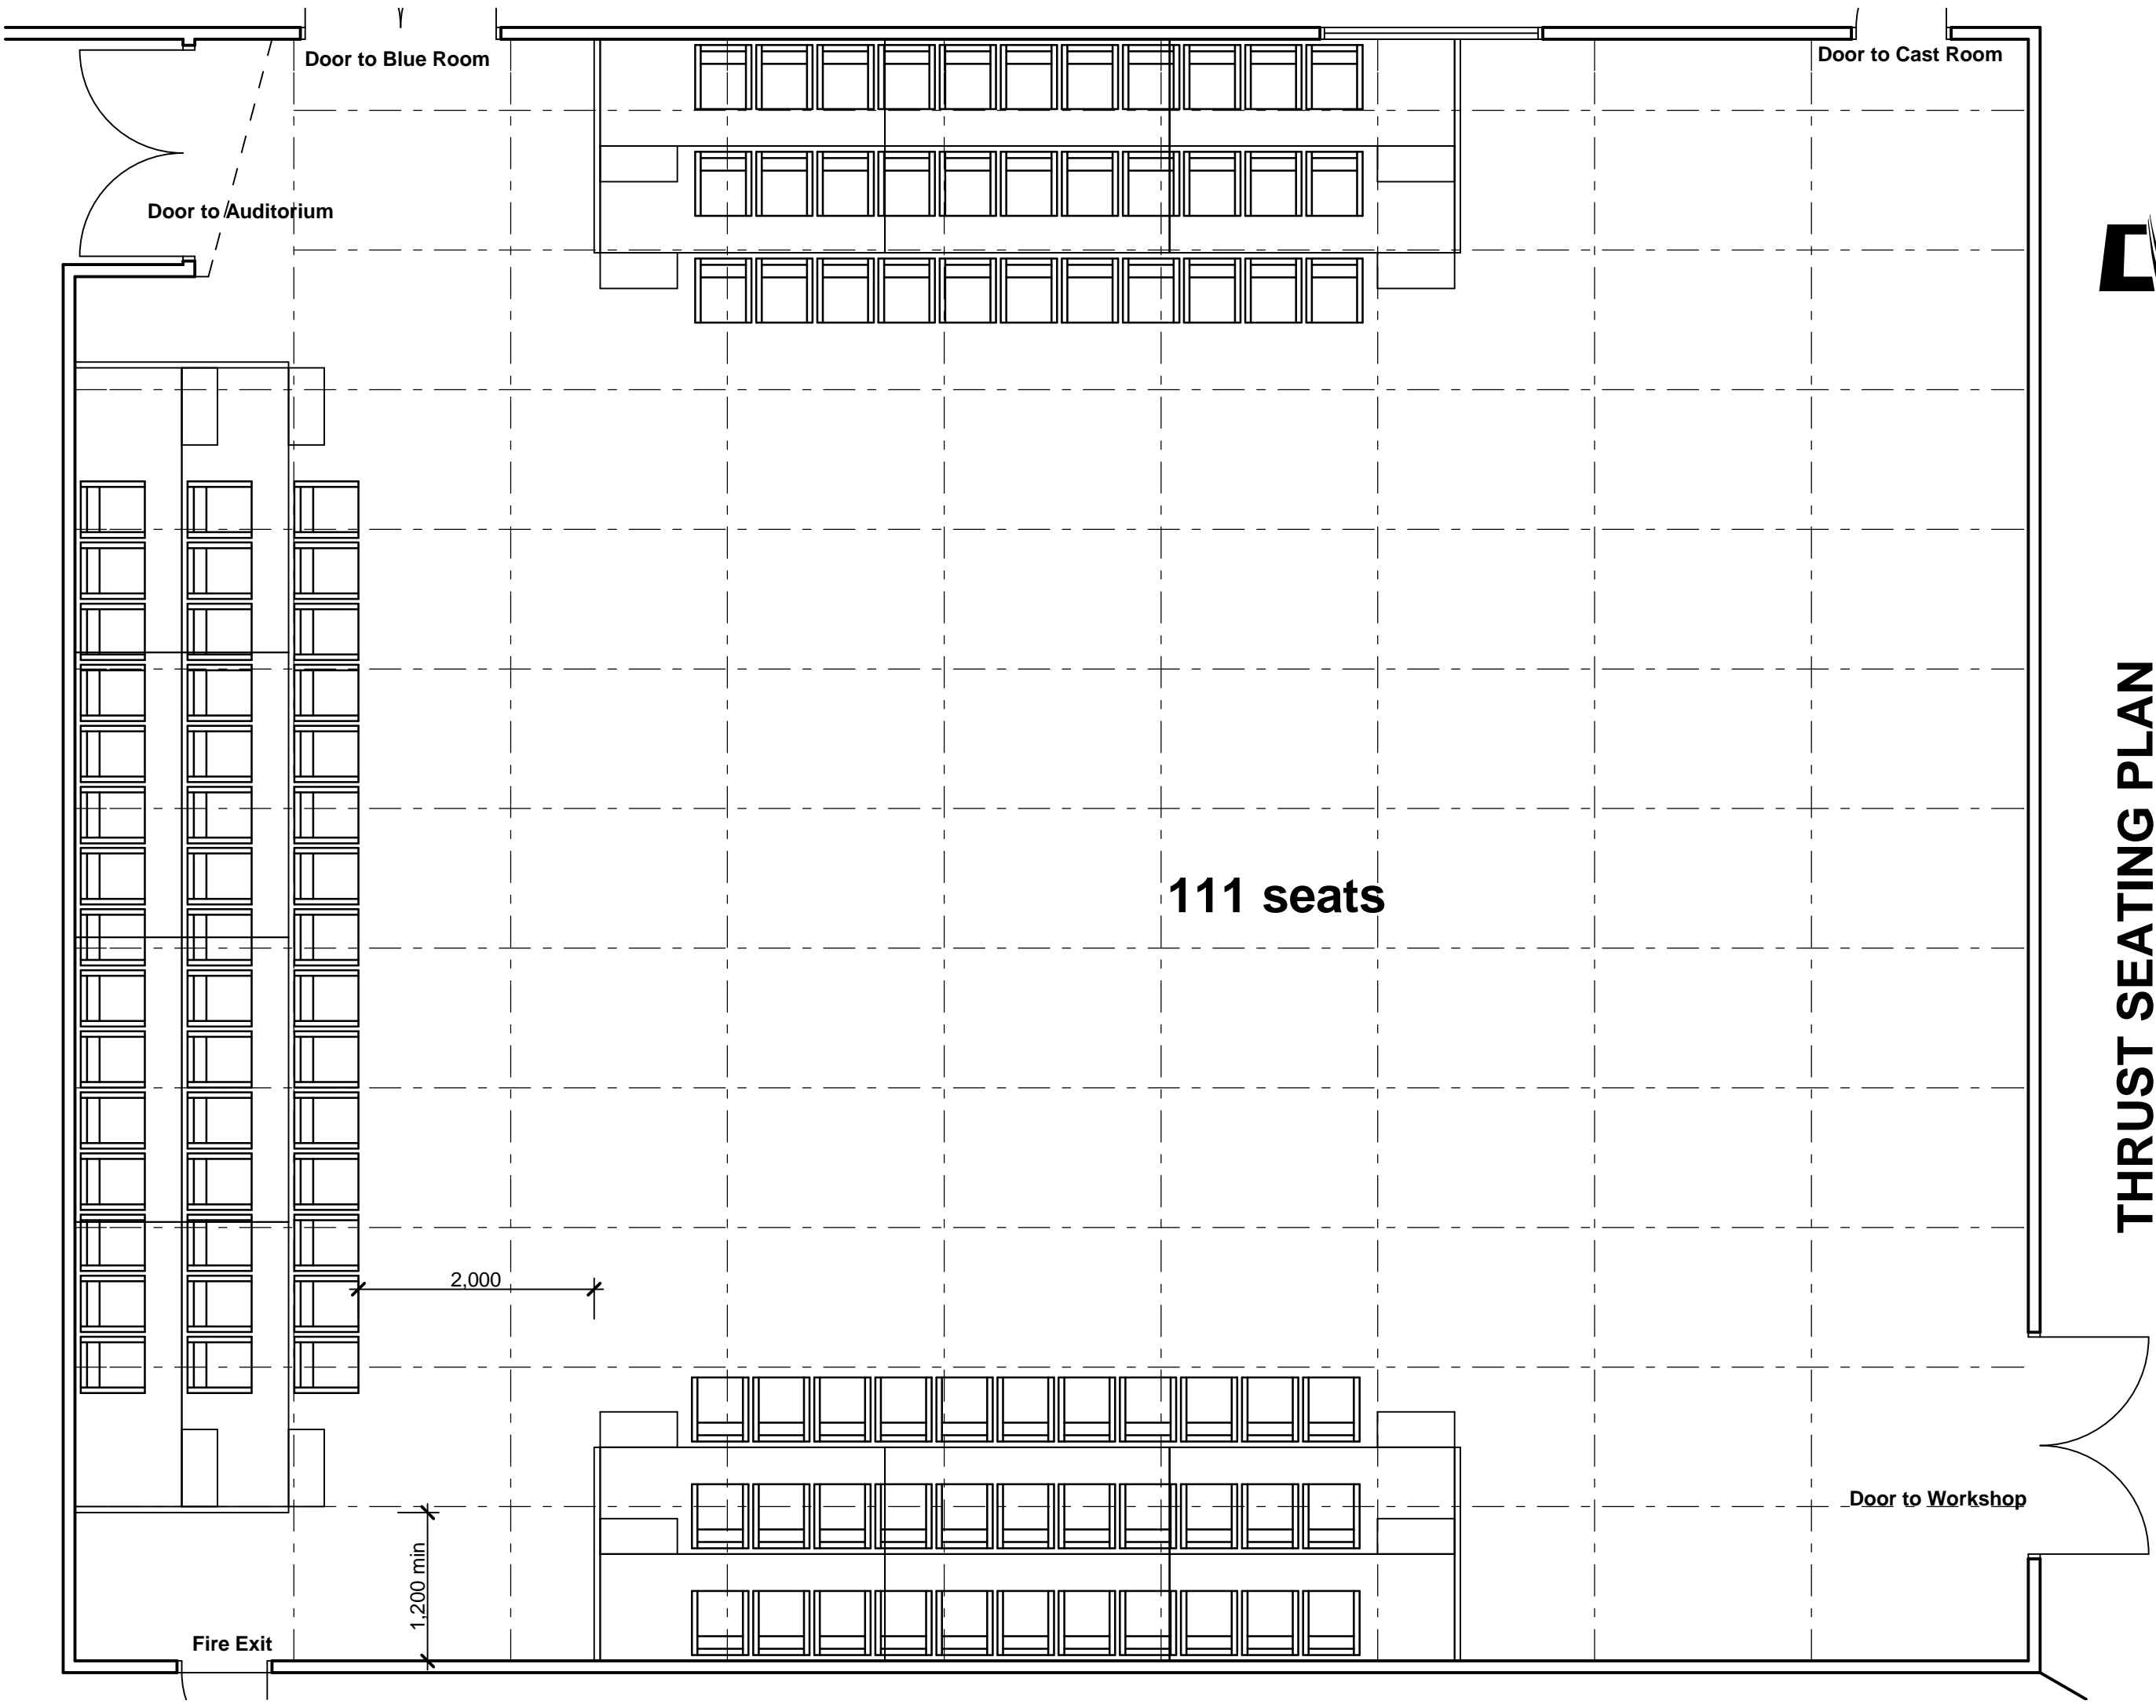 Door to Blue Room
Door to Cast Room
Door to Auditorium
111 seats
THRUST SEATING PLAN
2,000
Door to Workshop
1,200 min
Fire Exit